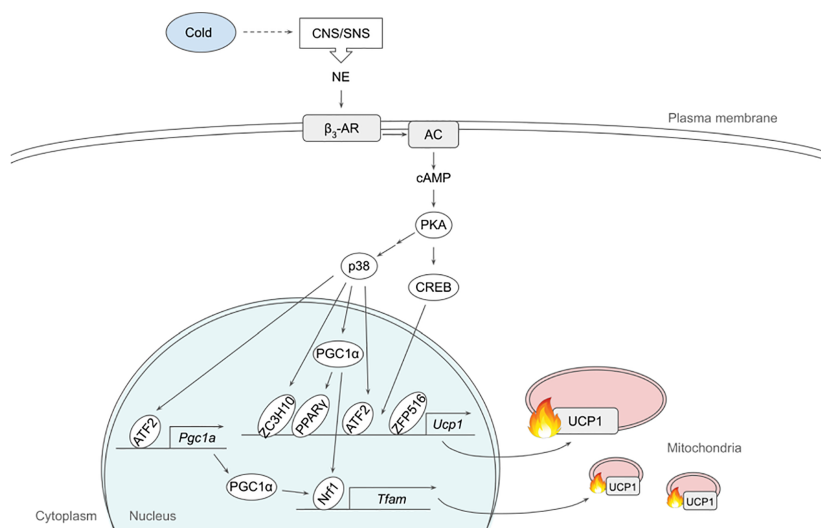 Cold
CNS/SNS
NE
Plasma membrane
β3-AR
AC
cAMP
PKA
p38
CREB
PGC1α
ZC3H10
PPARγ
ATF2
ZFP516
Ucp1
ATF2
Pgc1a
UCP1
Mitochondria
PGC1α
Nrf1
Tfam
UCP1
UCP1
Cytoplasm
Nucleus